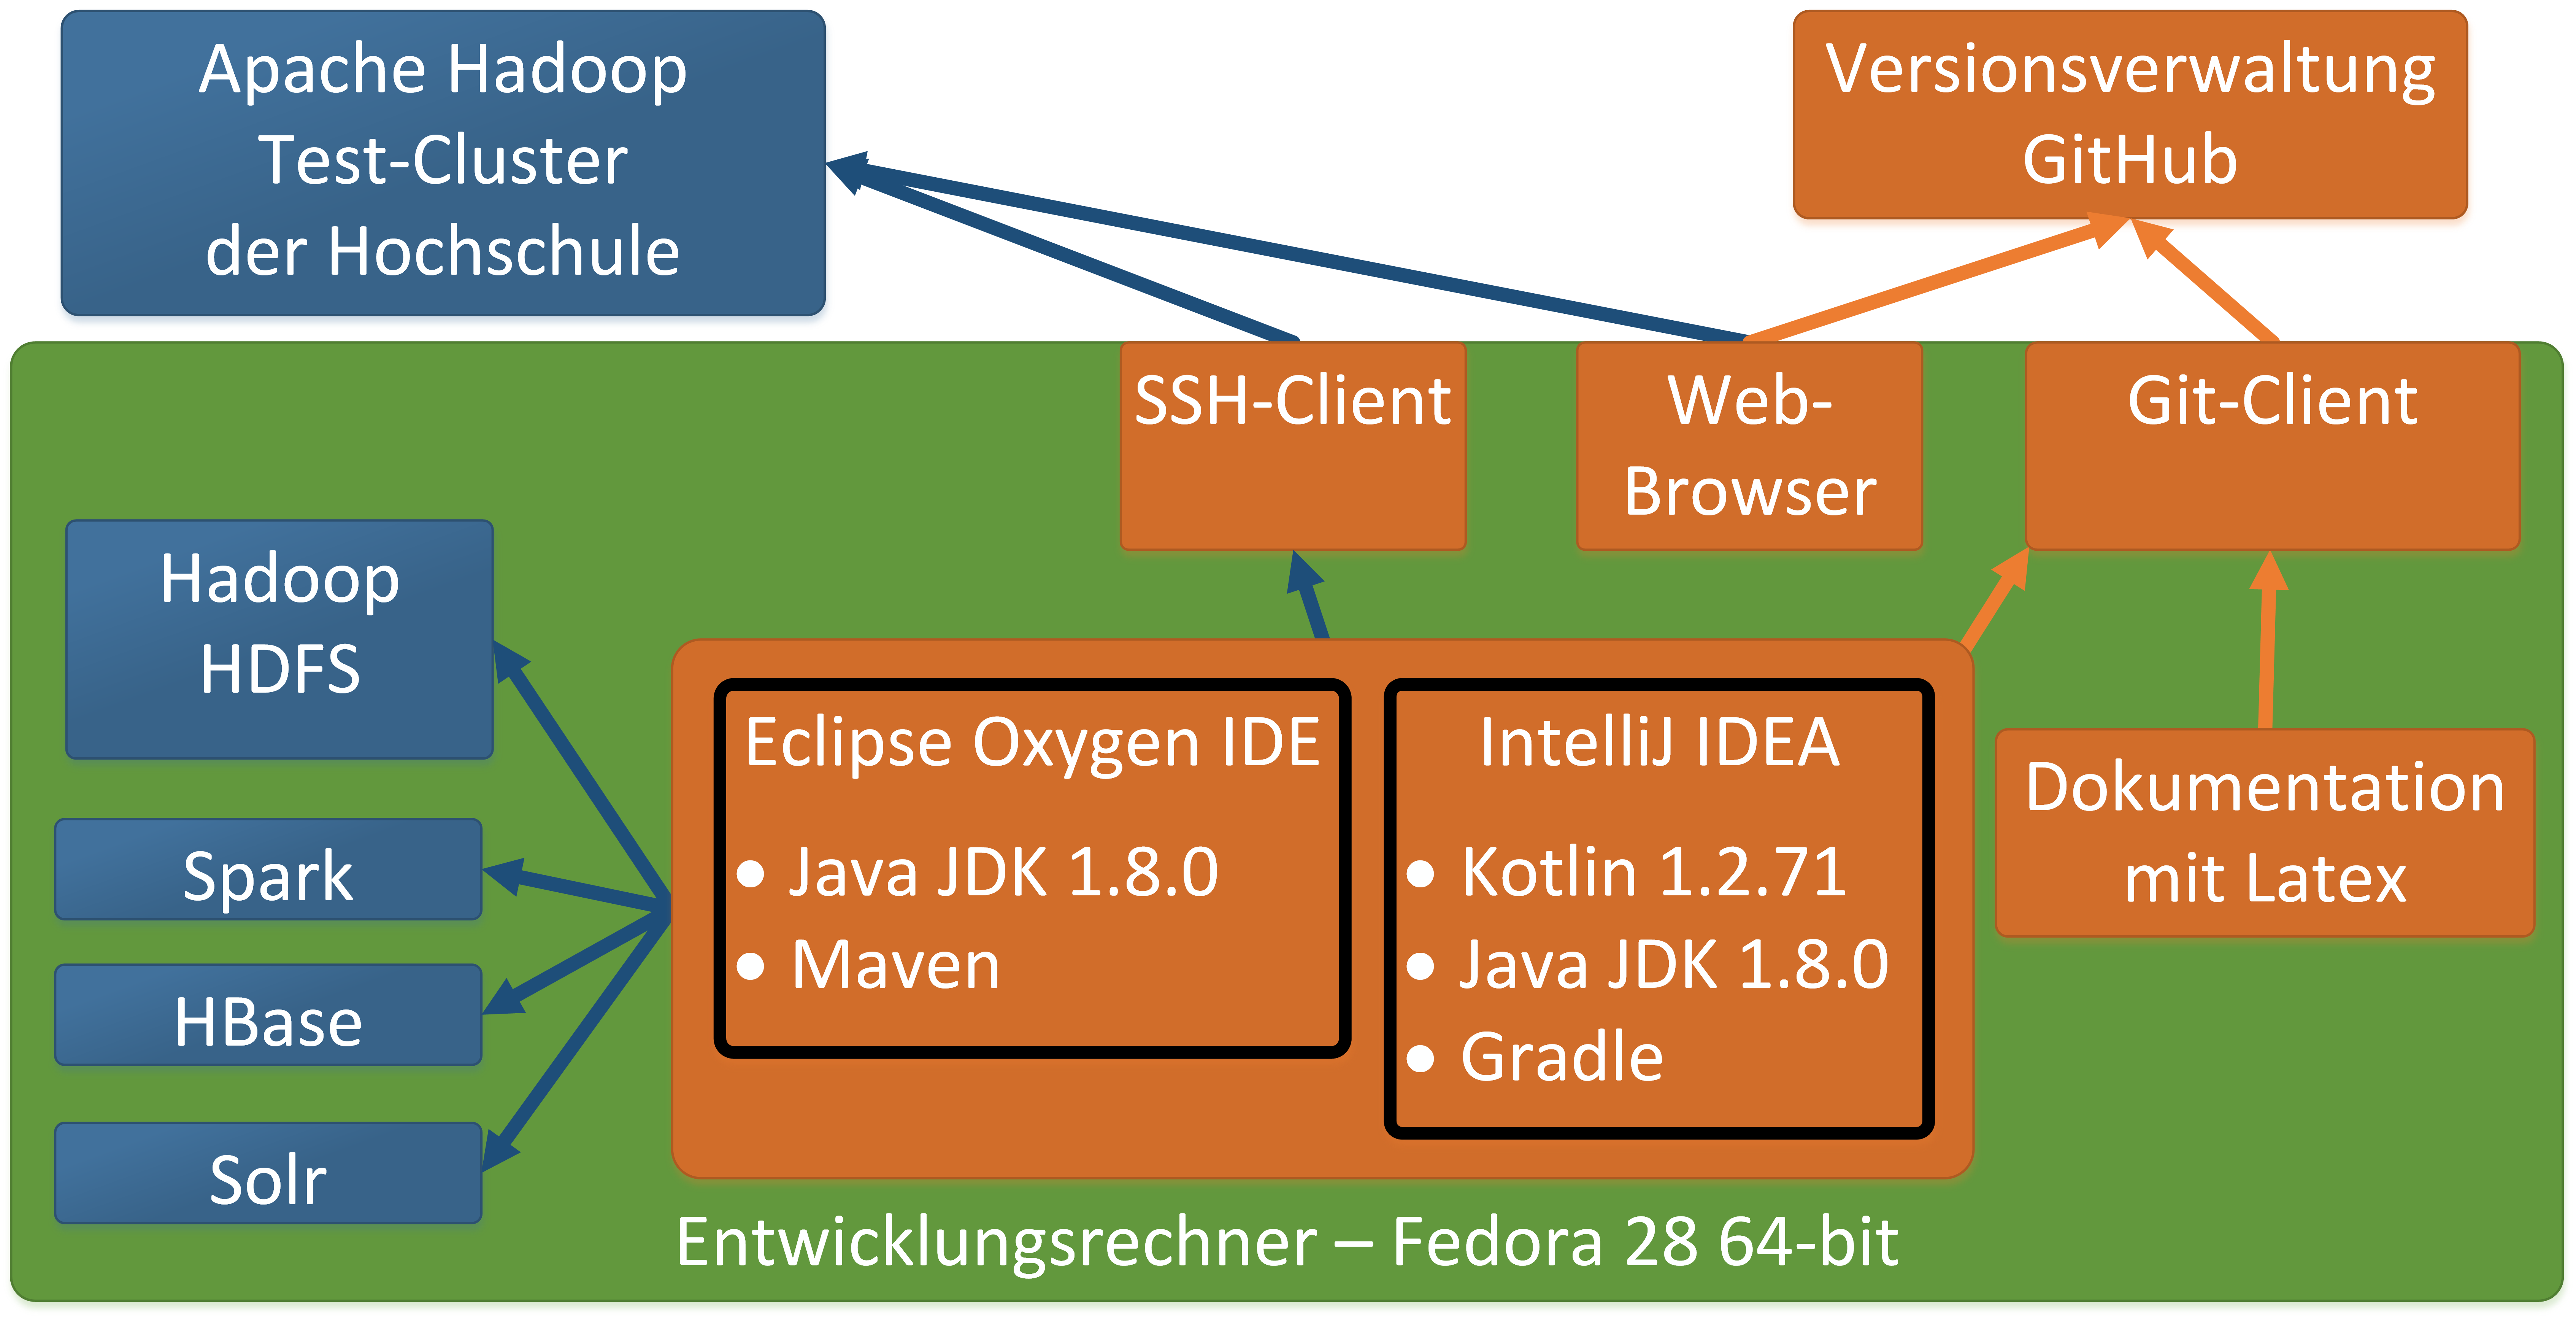 Apache Hadoop
Test-Cluster
der Hochschule
Versionsverwaltung
GitHub
SSH-Client
Web-
Browser
Git-Client
Hadoop
HDFS
Spark
HBase
Solr
Eclipse Oxygen IDE
• Java JDK 1.8.0
• Maven
IntelliJ IDEA
• Kotlin 1.2.71
• Java JDK 1.8.0
• Gradle
Dokumentation
mit Latex
Entwicklungsrechner – Fedora 28 64-bit